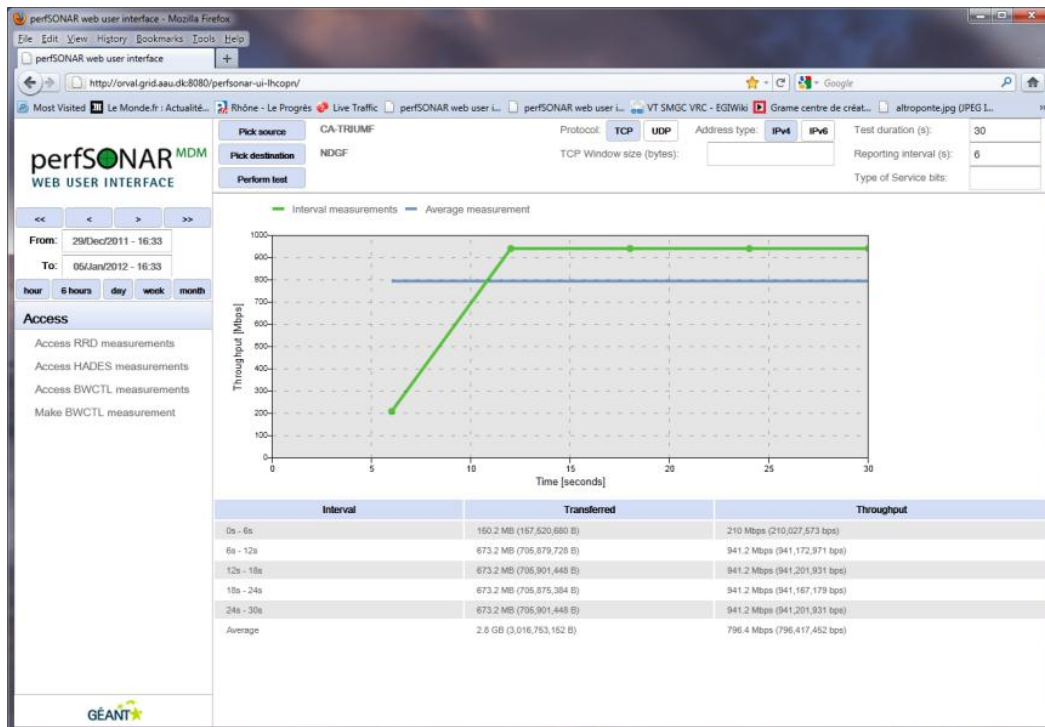 perfSONAR web user interface - Mozilla Firefox
File Edit View History Bookmarks Tools Help
perfSONAR web user interface +
http://orval.grid.aau.dk:8080/perfsonar-ui-lhcopn/
Google
Most Visited Le Monde.fr : Actualité... Rhône - Le Progrès Live Traffic perfSONAR web user i... perfSONAR web user i... VT SMGC VRC - EGIWiki Grame centre de créat... altroponte.jpg (JPEG I... »
perfSONAR MDM
WEB USER INTERFACE
<< < > >>
From: 29/Dec/2011 - 16:33
To: 05/Jan/2012 - 16:33
hour 6 hours day week month
Access
Access RRD measurements
Access HADES measurements
Access BWCTL measurements
Make BWCTL measurement
GÉANT
Pick source CA-TRIUMF Protocol: TCP UDP Address type: IPv4 IPv6 Test duration (s): 30
Pick destination NDGF TCP Window size (bytes): Reporting interval (s): 6
Perform test Type of Service bits:
Interval measurements Average measurement
1000
900
800
700
600
500
400
300
200
100
0
Throughput [Mbps]
0 5 10 15 20 25 30
Time [seconds]
Interval Transferred Throughput
0s - 6s 160.2 MB (157,520,680 B) 210 Mbps (210,027,573 bps)
6s - 12s 673.2 MB (705,879,728 B) 941.2 Mbps (941,172,971 bps)
12s - 18s 673.2 MB (705,901,448 B) 941.2 Mbps (941,201,931 bps)
18s - 24s 673.2 MB (705,875,384 B) 941.2 Mbps (941,167,179 bps)
24s - 30s 673.2 MB (705,901,448 B) 941.2 Mbps (941,201,931 bps)
Average 2.8 GB (3,016,753,152 B) 796.4 Mbps (796,417,452 bps)